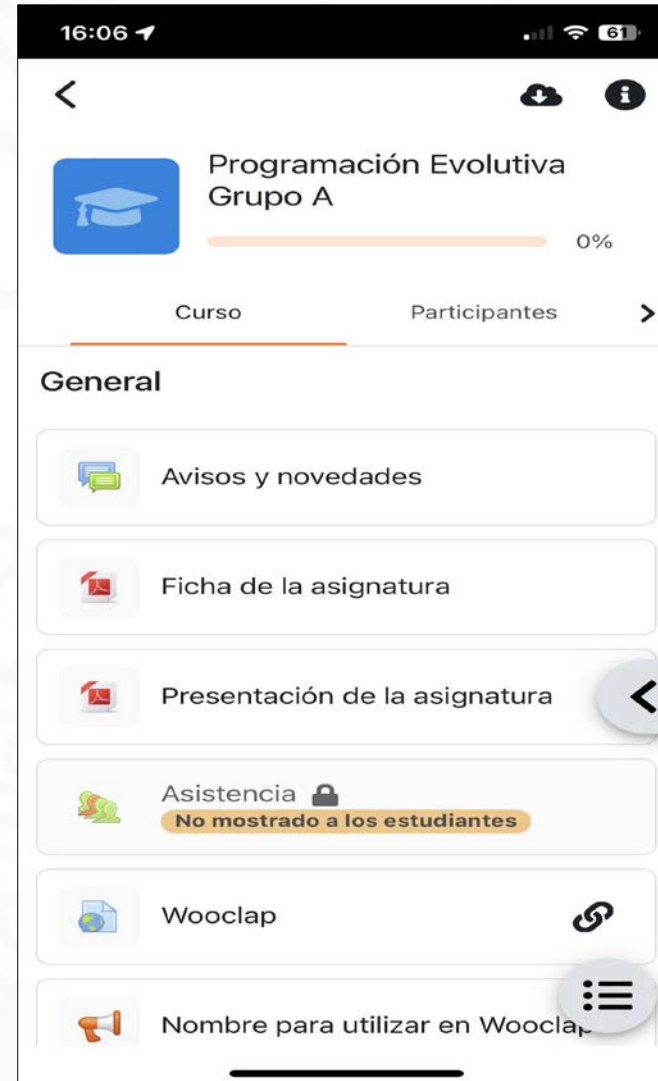 16:06
61
Programación Evolutiva
Grupo A
0%
Curso
Participantes
General
Avisos y novedades
Ficha de la asignatura
Presentación de la asignatura
Asistencia
No mostrado a los estudiantes
Wooclap
Nombre para utilizar en Wooclap